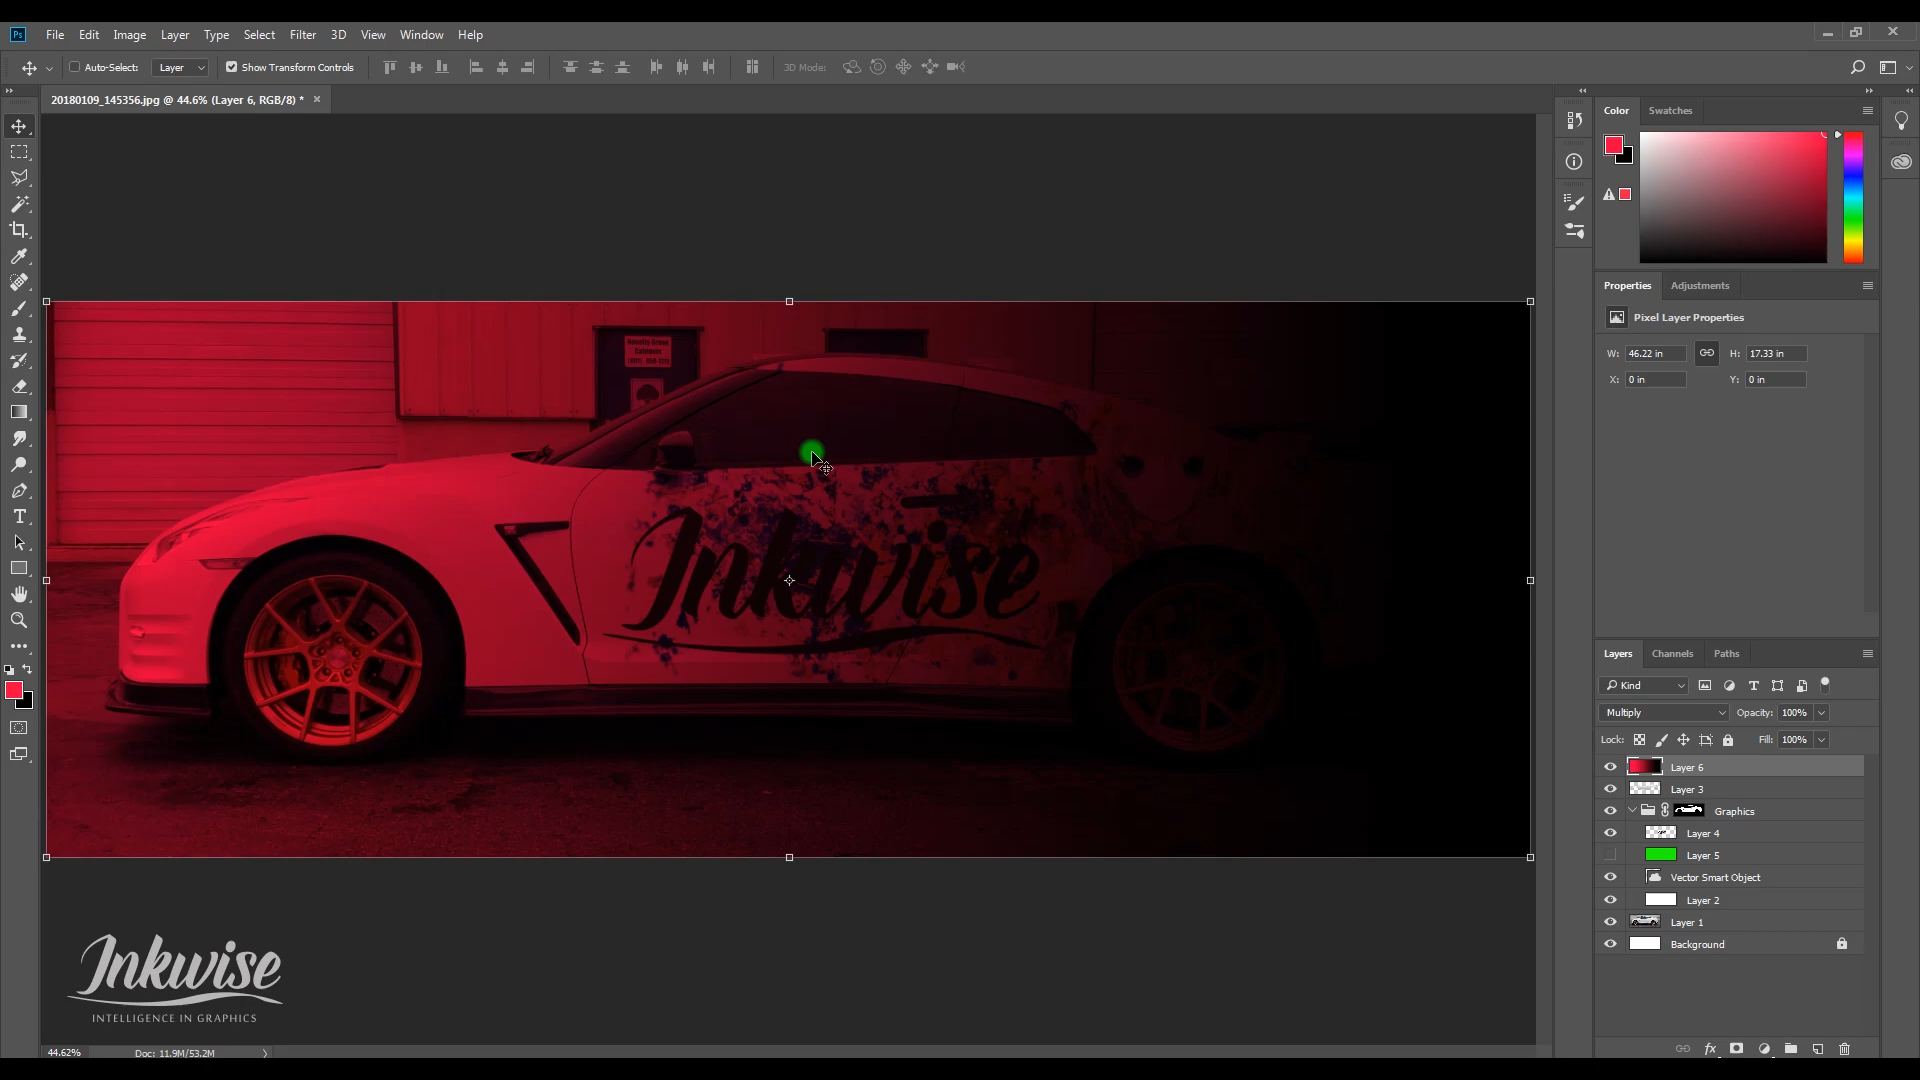 Ps File Edit Image Layer Type Select Filter 3D View Window Help
Auto-Select: Layer Show Transform Controls 3D Mode:
20180109_145356.jpg @ 44.6% (Layer 6, RGB/8) * ×
Color Swatches
Properties Adjustments
Pixel Layer Properties
W: 46.22 in H: 17.33 in
X: 0 in Y: 0 in
Cabinets
Inkwise
Layers Channels Paths
Kind
Multiply Opacity: 100%
Lock: Fill: 100%
Layer 6
Layer 3
Graphics
Layer 4
Layer 5
Vector Smart Object
Layer 2
Layer 1
Background
Inkwise
INTELLIGENCE IN GRAPHICS
44.62% Doc: 11.9M/53.2M
fx